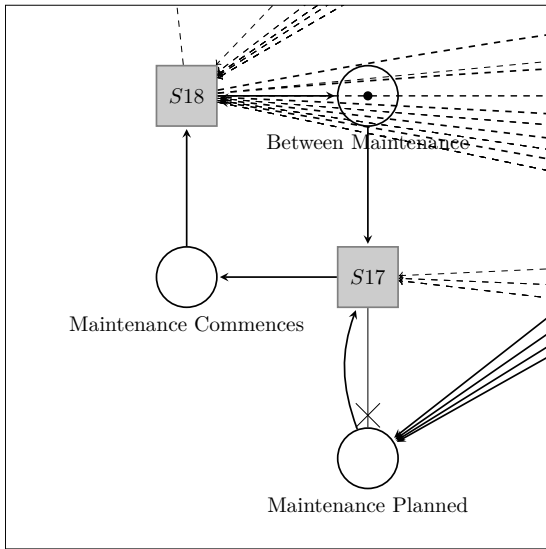 S18
Between Maintenance
S17
Maintenance Commences
Maintenance Planned